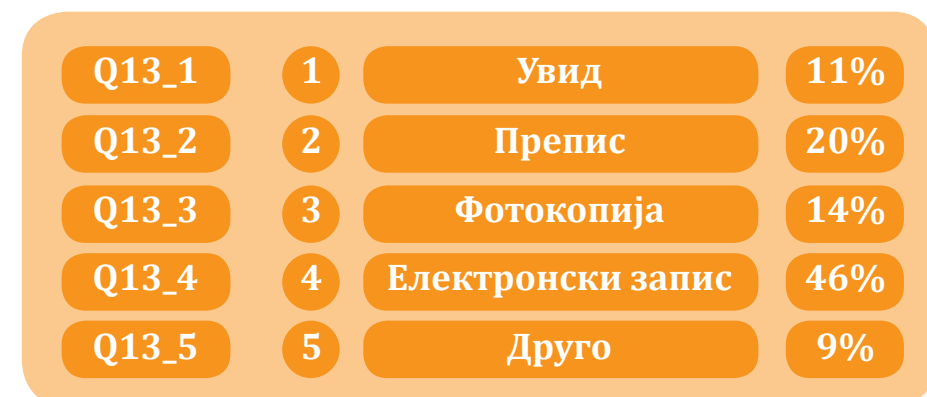 Q13_1 1 Увид 11%
Q13_2 2 Препис 20%
Q13_3 3 Фотокопија 14%
Q13_4 4 Електронски запис 46%
Q13_5 5 Друго 9%